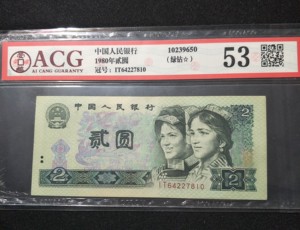 ACG
AI CANG GUARANTY
中国人民银行
1980年贰圆
冠号：IT64227810
10239650
(绿钻☆)
53
中国人民银行
2
贰圆
IT64227810
2
2